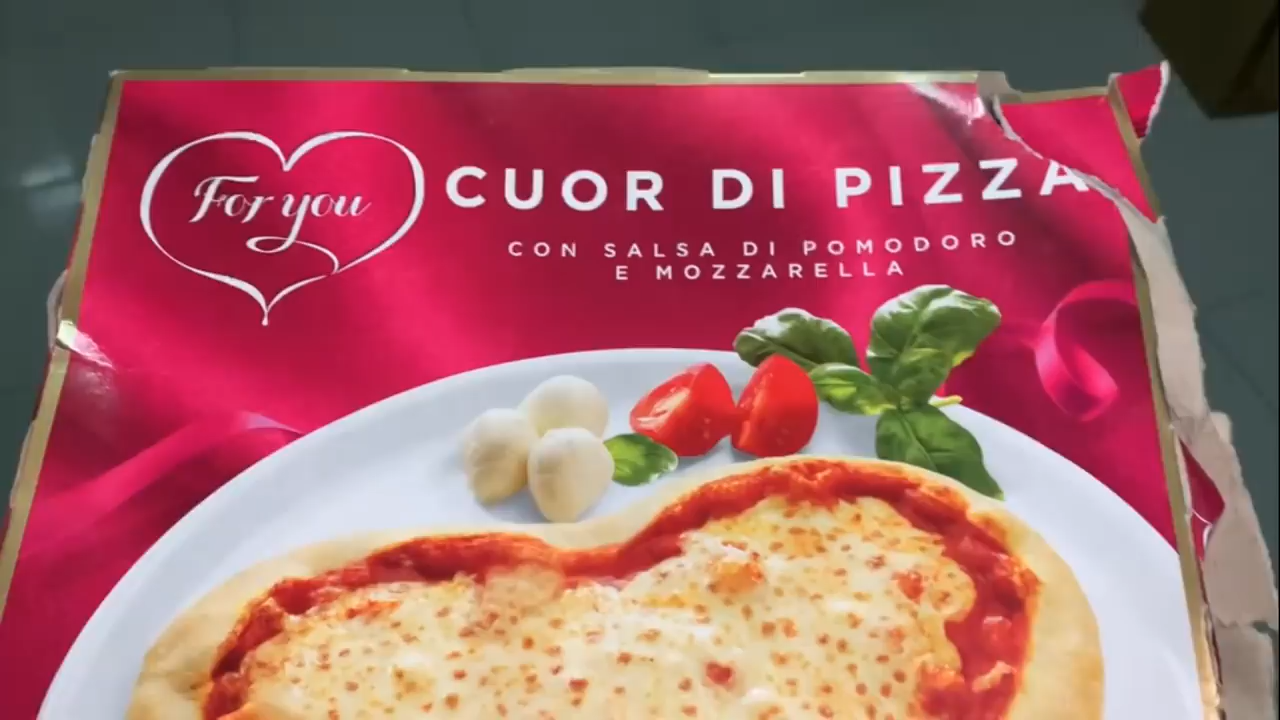 For you
CUOR DI PIZZA
CON SALSA DI POMODORO
E MOZZARELLA